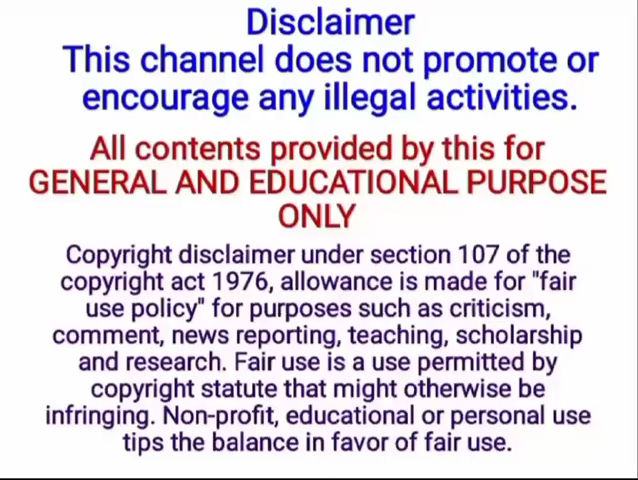 Disclaimer
This channel does not promote or
encourage any illegal activities.
All contents provided by this for
GENERAL AND EDUCATIONAL PURPOSE
ONLY
Copyright disclaimer under section 107 of the
copyright act 1976, allowance is made for "fair
use policy" for purposes such as criticism,
comment, news reporting, teaching, scholarship
and research. Fair use is a use permitted by
copyright statute that might otherwise be
infringing. Non-profit, educational or personal use
tips the balance in favor of fair use.